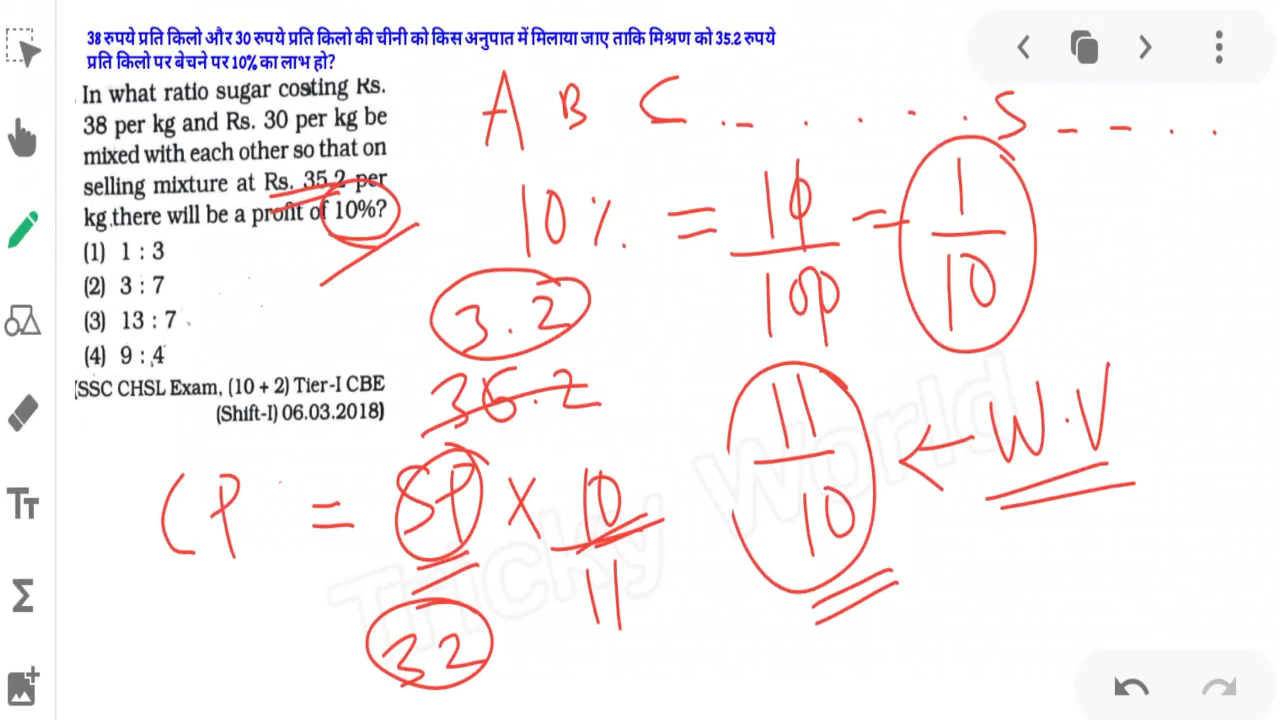 38 रुपये प्रति किलो और 30 रुपये प्रति किलो की चीनी को किस अनुपात में मिलाया जाए ताकि मिश्रण को 35.2 रुपये
प्रति किलो पर बेचने पर 10% का लाभ हो?
In what ratio sugar costing Rs.
38 per kg and Rs. 30 per kg be
mixed with each other so that on
selling mixture at Rs. 35.2 per
kg there will be a profit of 10%?
(1) 1 : 3
(2) 3 : 7
(3) 13 : 7
(4) 9 : 4
[SSC CHSL Exam, (10 + 2) Tier-I CBE
(Shift-I) 06.03.2018)
A B C . - . . . . . S - - . .
10% = 10/100 = 1/10
3.2
35.2
11/10 ← W.V
CP = SP × 10/11
32
Tricky World